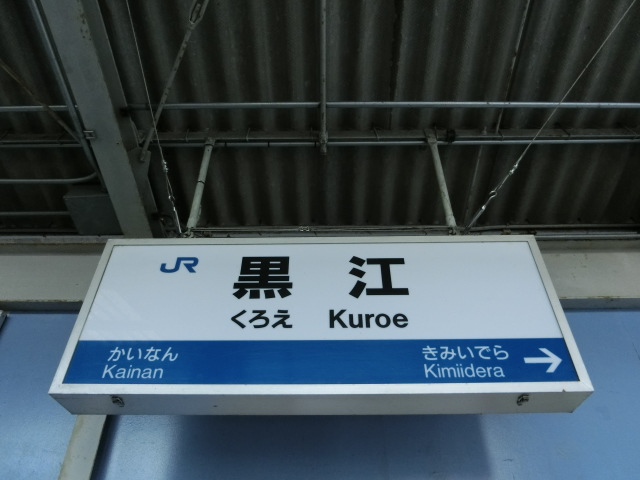 JR 黒江
くろえ Kuroe
かいなん きみいでら →
Kainan Kimiidera